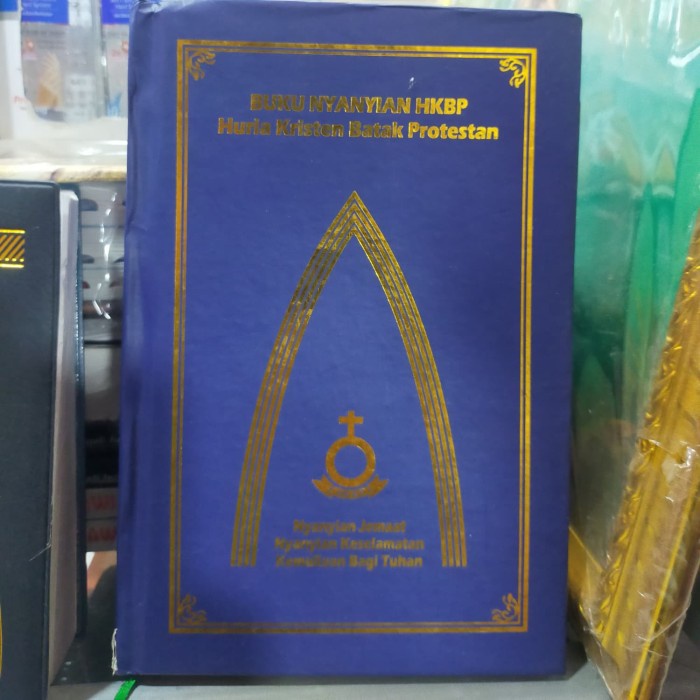 BUKU NYANYIAN HKBP
Huria Kristen Batak Protestan
Nyanyian Jemaat
Nyanyian Keselamatan
Kemuliaan Bagi Tuhan